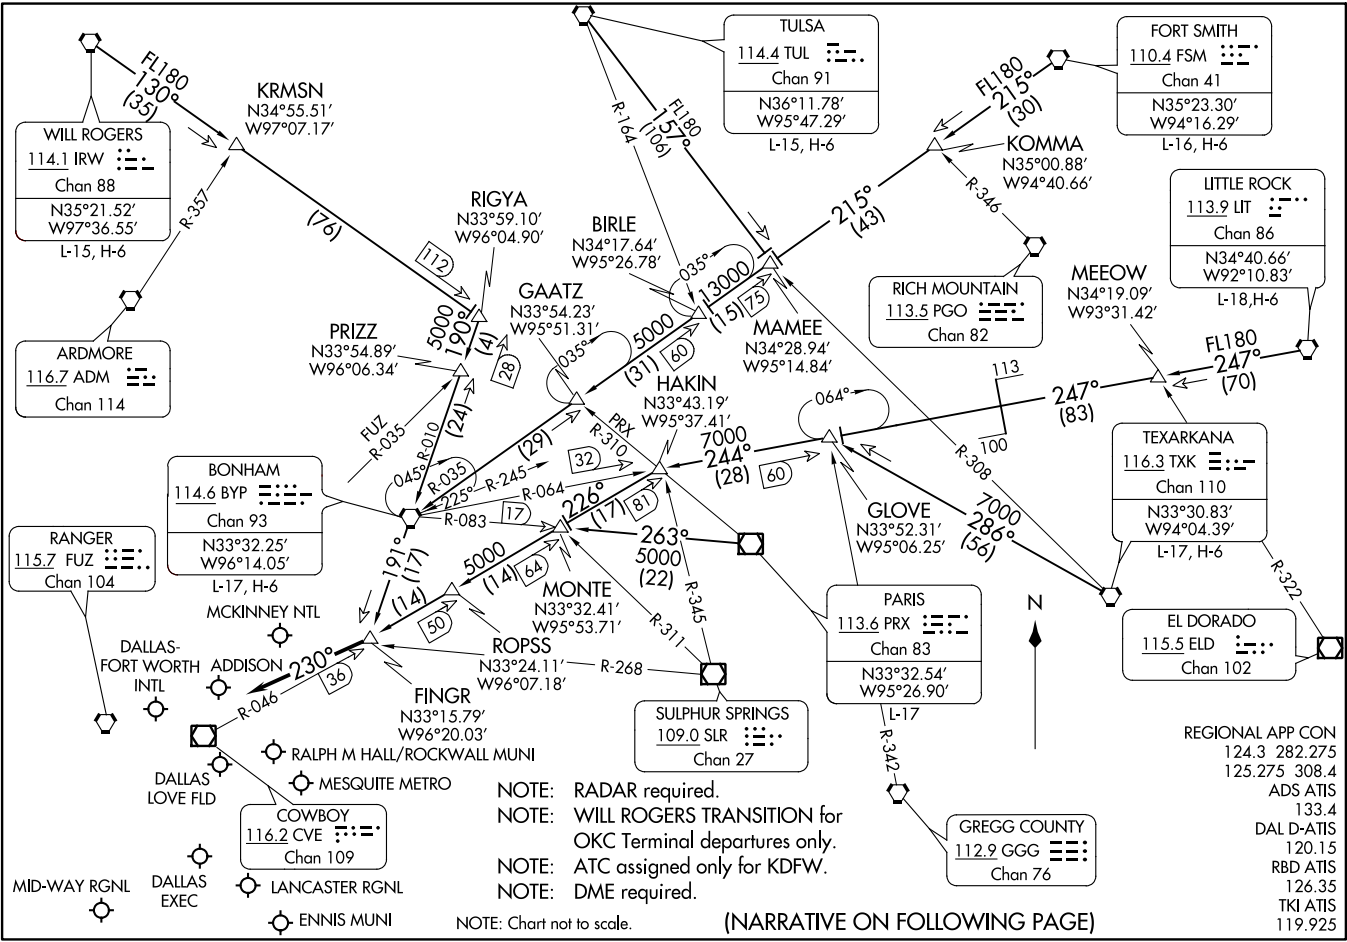 TULSA
114.4 TUL
Chan 91
N36°11.78'
W95°47.29'
L-15, H-6
FORT SMITH
110.4 FSM
Chan 41
N35°23.30'
W94°16.29'
L-16, H-6
FL180
130°
(35)
KRMSN
N34°55.51'
W97°07.17'
WILL ROGERS
114.1 IRW
Chan 88
N35°21.52'
W97°36.55'
L-15, H-6
R-357
(76)
R-164
FL180
157°
(106)
FL180
215°
(30)
KOMMA
N35°00.88'
W94°40.66'
R-346
215°
(43)
LITTLE ROCK
113.9 LIT
Chan 86
N34°40.66'
W92°10.83'
L-18,H-6
RIGYA
N33°59.10'
W96°04.90'
112
BIRLE
N34°17.64'
W95°26.78'
035°
13000
(15)
75
MAMEE
N34°28.94'
W95°14.84'
RICH MOUNTAIN
113.5 PGO
Chan 82
MEEOW
N34°19.09'
W93°31.42'
FL180
247°
(70)
GAATZ
N33°54.23'
W95°51.31'
035°
5000
(31)
60
5000
190°
(4)
28
PRIZZ
N33°54.89'
W96°06.34'
ARDMORE
116.7 ADM
Chan 114
HAKIN
N33°43.19'
W95°37.41'
PRX
R-310
064°
113
247°
(83)
100
7000
244°
(28)
60
GLOVE
N33°52.31'
W95°06.25'
R-308
7000
286°
(56)
TEXARKANA
116.3 TXK
Chan 110
N33°30.83'
W94°04.39'
L-17, H-6
R-322
FUZ
R-035
R-010
(24)
(29)
045°
R-035
225°
R-245
32
R-064
R-083
17
226°
(17)
81
BONHAM
114.6 BYP
Chan 93
N33°32.25'
W96°14.05'
L-17, H-6
RANGER
115.7 FUZ
Chan 104
191°
(17)
263°
5000
(22)
5000
(14)
64
MONTE
N33°32.41'
W95°53.71'
R-345
R-311
PARIS
113.6 PRX
Chan 83
N33°32.54'
W95°26.90'
L-17
R-342
N
EL DORADO
115.5 ELD
Chan 102
MCKINNEY NTL
(14)
50
ROPSS
N33°24.11'
W96°07.18'
R-268
DALLAS-
FORT WORTH
INTL
ADDISON
230°
R-046
36
FINGR
N33°15.79'
W96°20.03'
SULPHUR SPRINGS
109.0 SLR
Chan 27
RALPH M HALL/ROCKWALL MUNI
DALLAS
LOVE FLD
MESQUITE METRO
COWBOY
116.2 CVE
Chan 109
GREGG COUNTY
112.9 GGG
Chan 76
MID-WAY RGNL
DALLAS
EXEC
LANCASTER RGNL
ENNIS MUNI
NOTE: RADAR required.
NOTE: WILL ROGERS TRANSITION for
OKC Terminal departures only.
NOTE: ATC assigned only for KDFW.
NOTE: DME required.
NOTE: Chart not to scale.
(NARRATIVE ON FOLLOWING PAGE)
REGIONAL APP CON
124.3 282.275
125.275 308.4
ADS ATIS
133.4
DAL D-ATIS
120.15
RBD ATIS
126.35
TKI ATIS
119.925